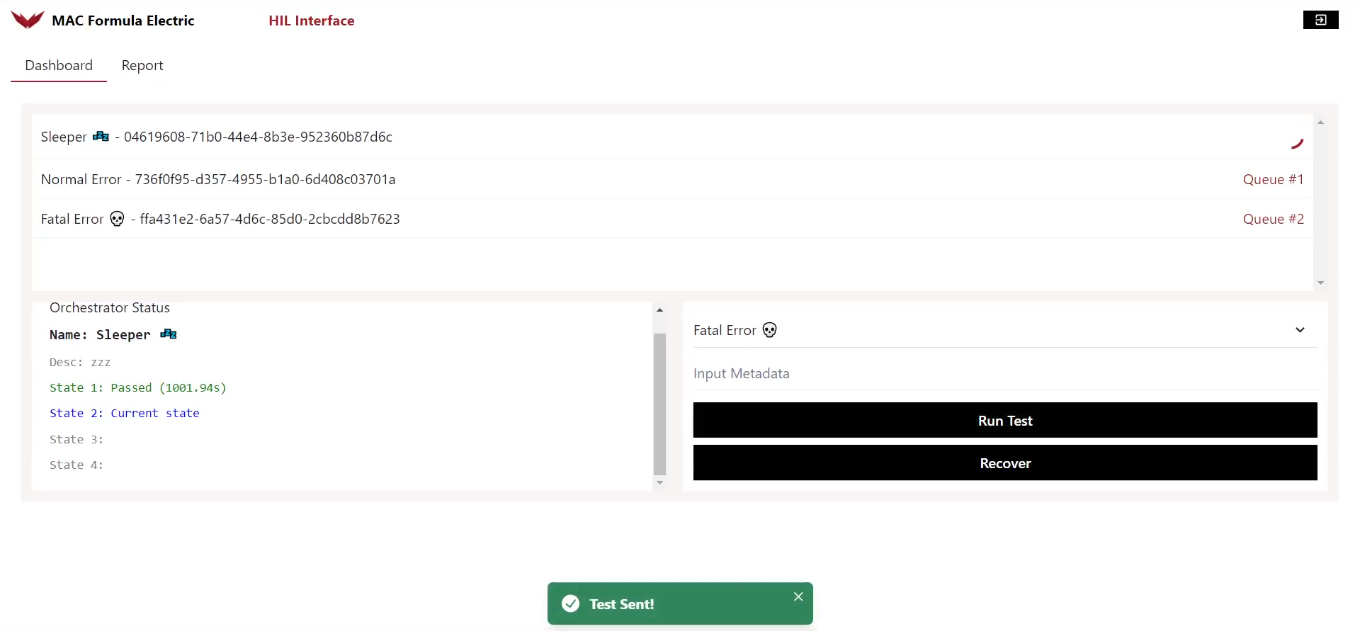 MAC Formula Electric
HIL Interface
Dashboard
Report
Sleeper 💤 - 04619608-71b0-44e4-8b3e-952360b87d6c
Normal Error - 736f0f95-d357-4955-b1a0-6d408c03701a
Queue #1
Fatal Error 💀 - ffa431e2-6a57-4d6c-85d0-2cbcdd8b7623
Queue #2
Orchestrator Status
Name: Sleeper 💤
Desc: zzz
State 1: Passed (1001.94s)
State 2: Current state
State 3:
State 4:
Fatal Error 💀
Input Metadata
Run Test
Recover
Test Sent!